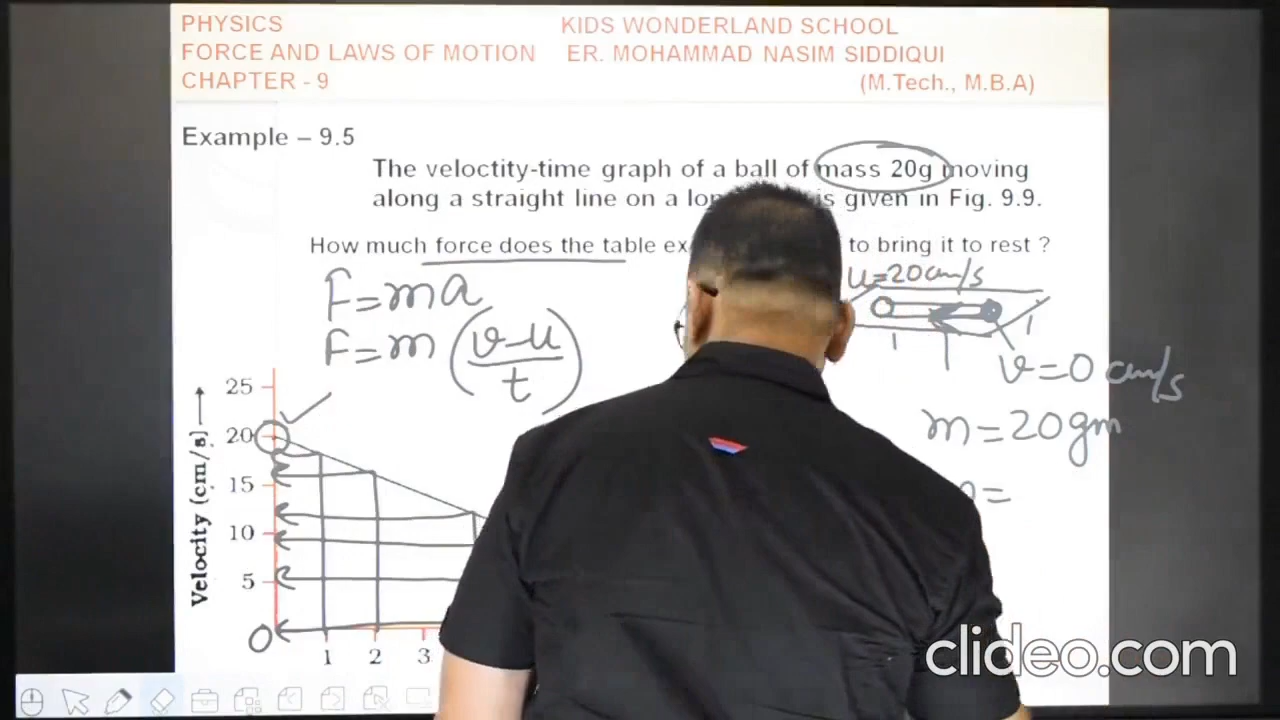 PHYSICS KIDS WONDERLAND SCHOOL
FORCE AND LAWS OF MOTION ER. MOHAMMAD NASIM SIDDIQUI
CHAPTER - 9 (M.Tech., M.B.A)
Example – 9.5
The veloctity-time graph of a ball of mass 20g moving
along a straight line on a is given in Fig. 9.9.
How much force does the table to bring it to rest ?
F=ma
u=20cm/s
F=m(v-u/t)
v=0 cm/s
m=20gm
=
Velocity (cm/s)
25
20
15
10
5
0
1 2 3
clideo.com